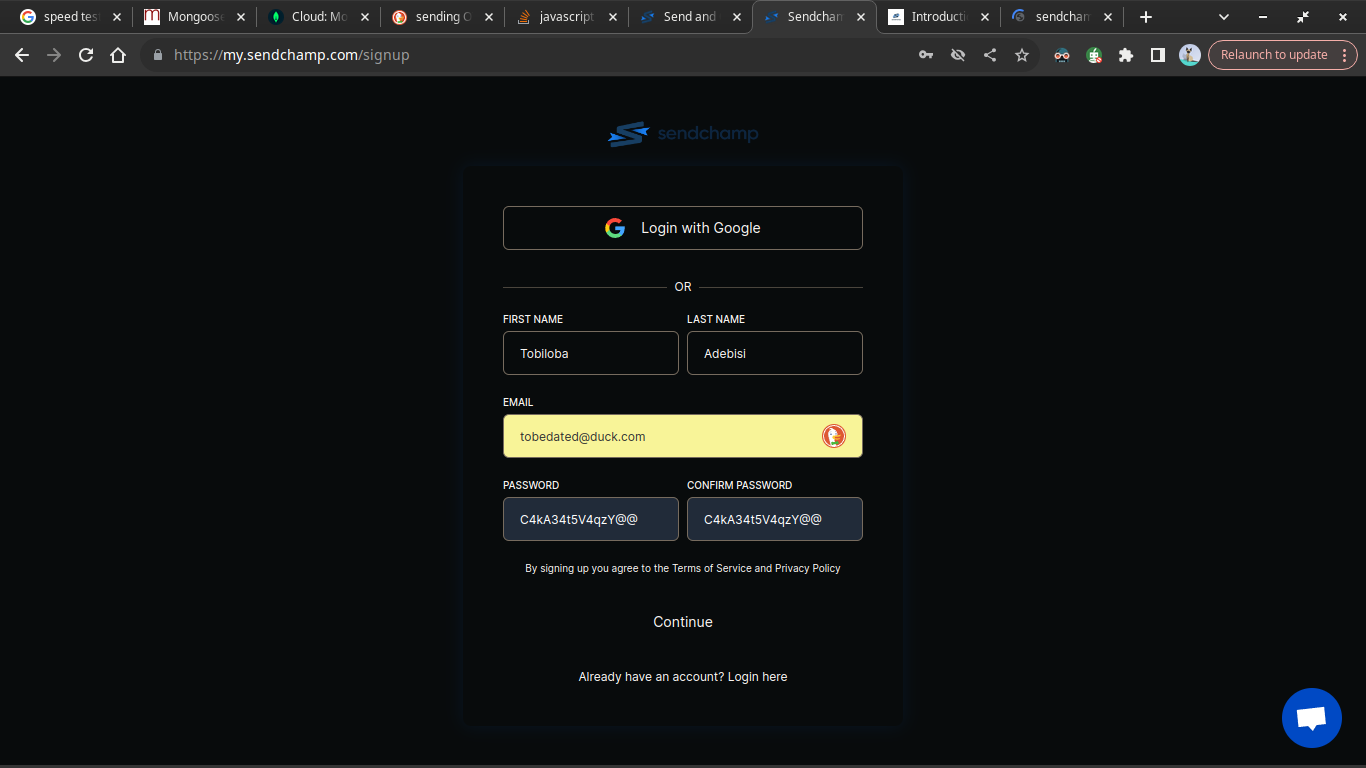 speed tes Mongoose Cloud: Mo sending O javascript Send and Sendcham Introducti sendcham
https://my.sendchamp.com/signup Relaunch to update
sendchamp
Login with Google
OR
FIRST NAME LAST NAME
Tobiloba Adebisi
EMAIL
tobedated@duck.com
PASSWORD CONFIRM PASSWORD
C4kA34t5V4qzY@@ C4kA34t5V4qzY@@
By signing up you agree to the Terms of Service and Privacy Policy
Continue
Already have an account? Login here